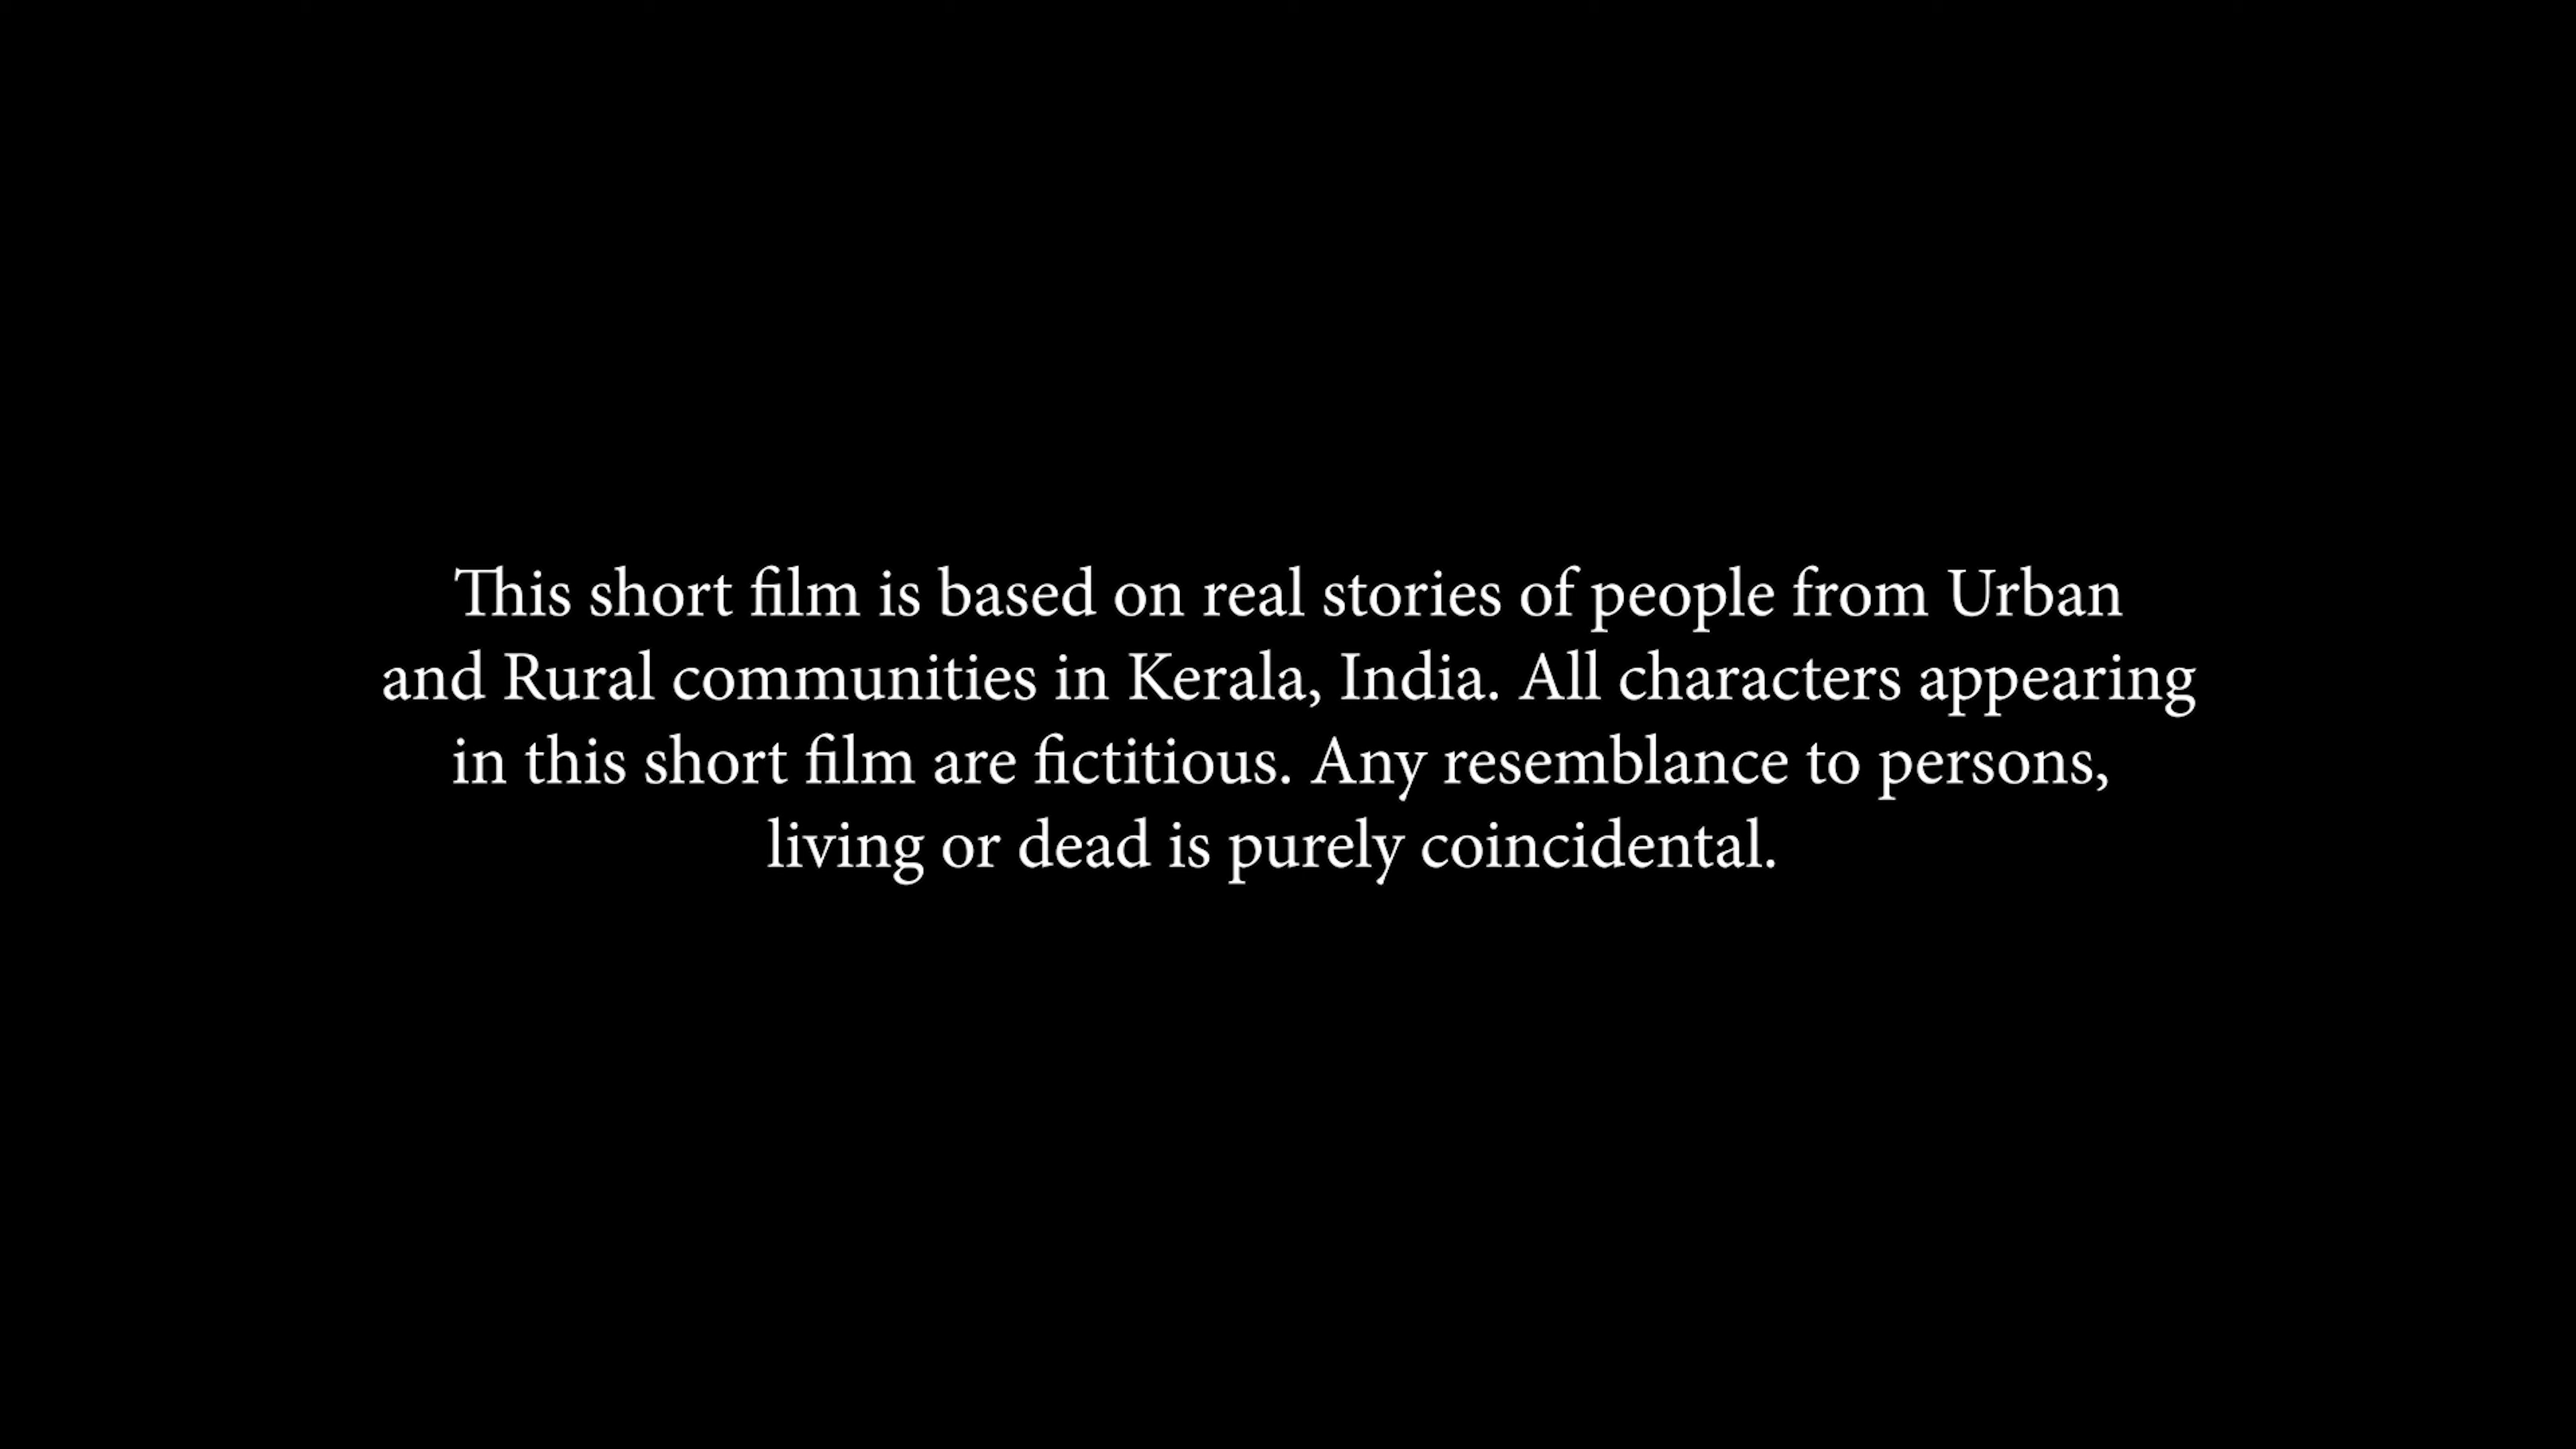 This short film is based on real stories of people from Urban
and Rural communities in Kerala, India. All characters appearing
in this short film are fictitious. Any resemblance to persons,
living or dead is purely coincidental.